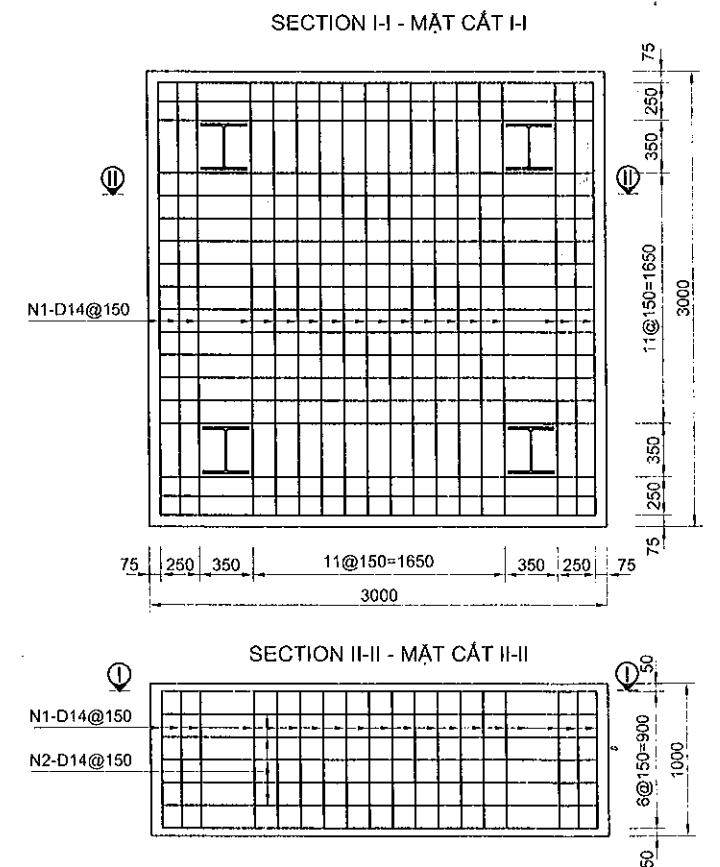 SECTION I-I - MẶT CẮT I-I
75
250
350
II
II
11@150=1650
3000
N1-D14@150
350
250
75
75
250
350
11@150=1650
350
250
75
3000
SECTION II-II - MẶT CẮT II-II
I
I
50
N1-D14@150
N2-D14@150
6@150=900
1000
50